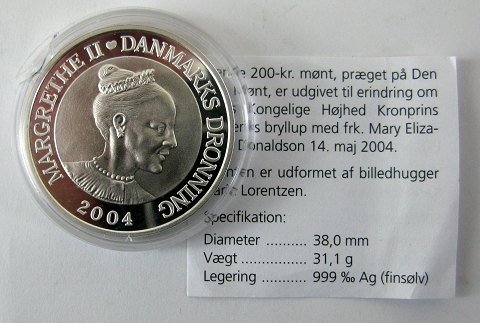 MARGRETHE II ♥ DANMARKS DRONNING
2004
200-kr. mønt, præget på Den
Mønt, er udgivet til erindring om
Kongelige Højhed Kronprins
bryllup med frk. Mary Eliza-
Donaldson 14. maj 2004.
er udformet af billedhugger
Lorentzen.
Specifikation:
Diameter .......... 38,0 mm
Vægt ................ 31,1 g
Legering ........... 999 ‰ Ag (finsølv)